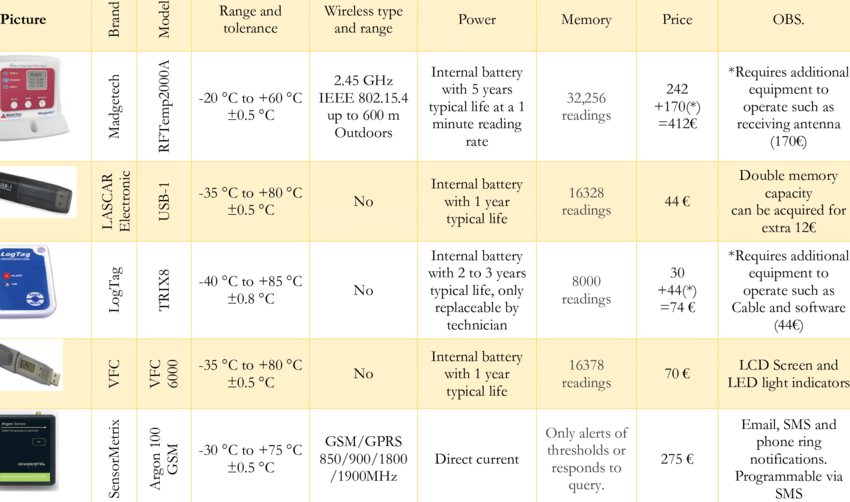 Picture
Brand
Model
Range and
tolerance
Wireless type
and range
Power
Memory
Price
OBS.
Madgetech
RFTemp2000A
-20 °C to +60 °C
±0.5 °C
2.45 GHz
IEEE 802.15.4
up to 600 m
Outdoors
Internal battery
with 5 years
typical life at a 1
minute reading
rate
32,256
readings
242
+170(*)
=412€
*Requires additional
equipment to
operate such as
receiving antenna
(170€)
LASCAR
Electronic
USB-1
-35 °C to +80 °C
±0.5 °C
No
Internal battery
with 1 year
typical life
16328
readings
44 €
Double memory
capacity
can be acquired for
extra 12€
LogTag
LogTag
TRIX8
-40 °C to +85 °C
±0.8 °C
No
Internal battery
with 2 to 3 years
typical life, only
replaceable by
technician
8000
readings
30
+44(*)
=74 €
*Requires additional
equipment to
operate such as
Cable and software
(44€)
VFC
VFC
6000
-35 °C to +80 °C
±0.5 °C
No
Internal battery
with 1 year
typical life
16378
readings
70 €
LCD Screen and
LED light indicators
SensorMetrix
Argon 100
GSM
-30 °C to +75 °C
±0.5 °C
GSM/GPRS
850/900/1800
/1900MHz
Direct current
Only alerts of
thresholds or
responds to
query.
275 €
Email, SMS and
phone ring
notifications.
Programmable via
SMS